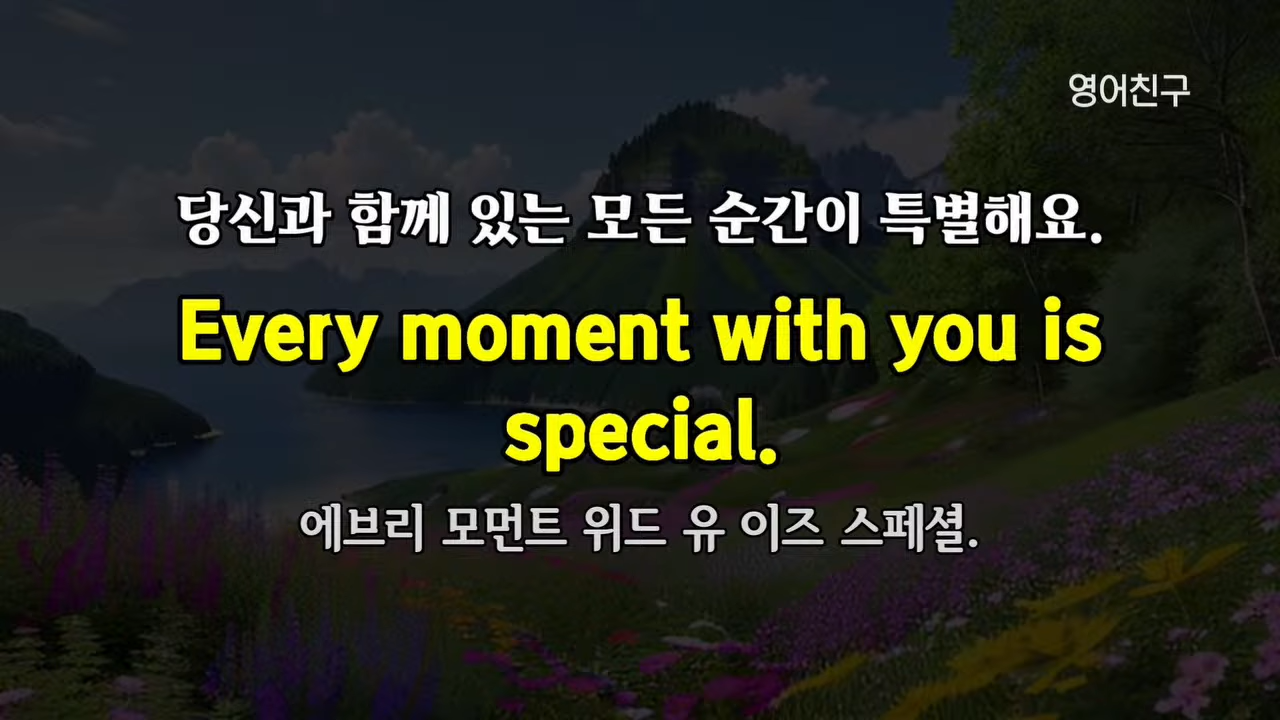 영어친구
당신과 함께 있는 모든 순간이 특별해요.
Every moment with you is
special.
에브리 모먼트 위드 유 이즈 스페셜.